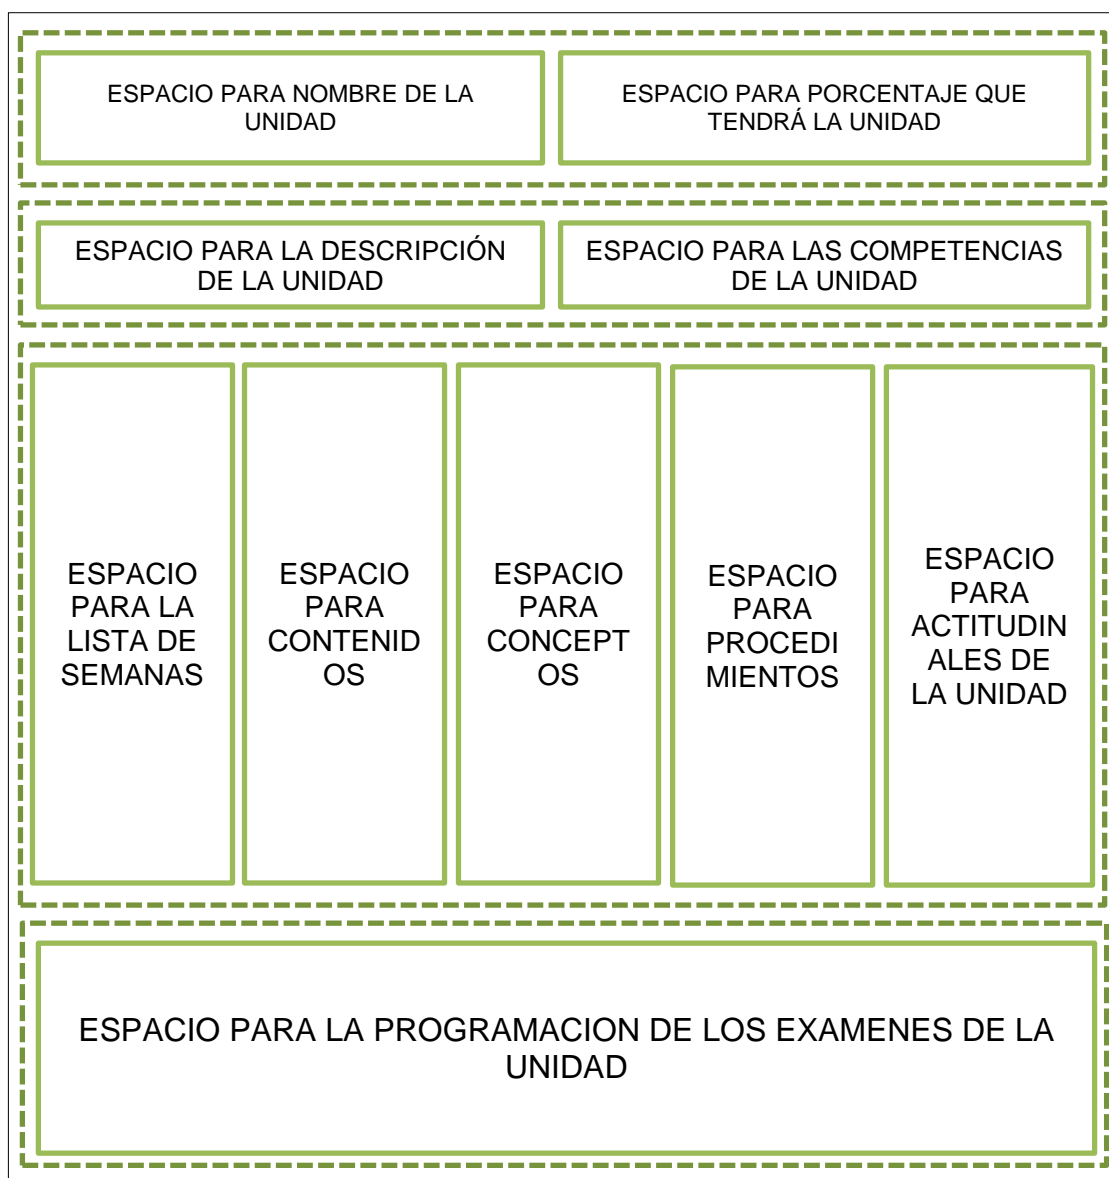 ESPACIO PARA NOMBRE DE LA
UNIDAD
ESPACIO PARA PORCENTAJE QUE
TENDRÁ LA UNIDAD
ESPACIO PARA LA DESCRIPCIÓN
DE LA UNIDAD
ESPACIO PARA LAS COMPETENCIAS
DE LA UNIDAD
ESPACIO
PARA LA
LISTA DE
SEMANAS
ESPACIO
PARA
CONTENID
OS
ESPACIO
PARA
CONCEPT
OS
ESPACIO
PARA
PROCEDI
MIENTOS
ESPACIO
PARA
ACTITUDIN
ALES DE
LA UNIDAD
ESPACIO PARA LA PROGRAMACION DE LOS EXAMENES DE LA
UNIDAD